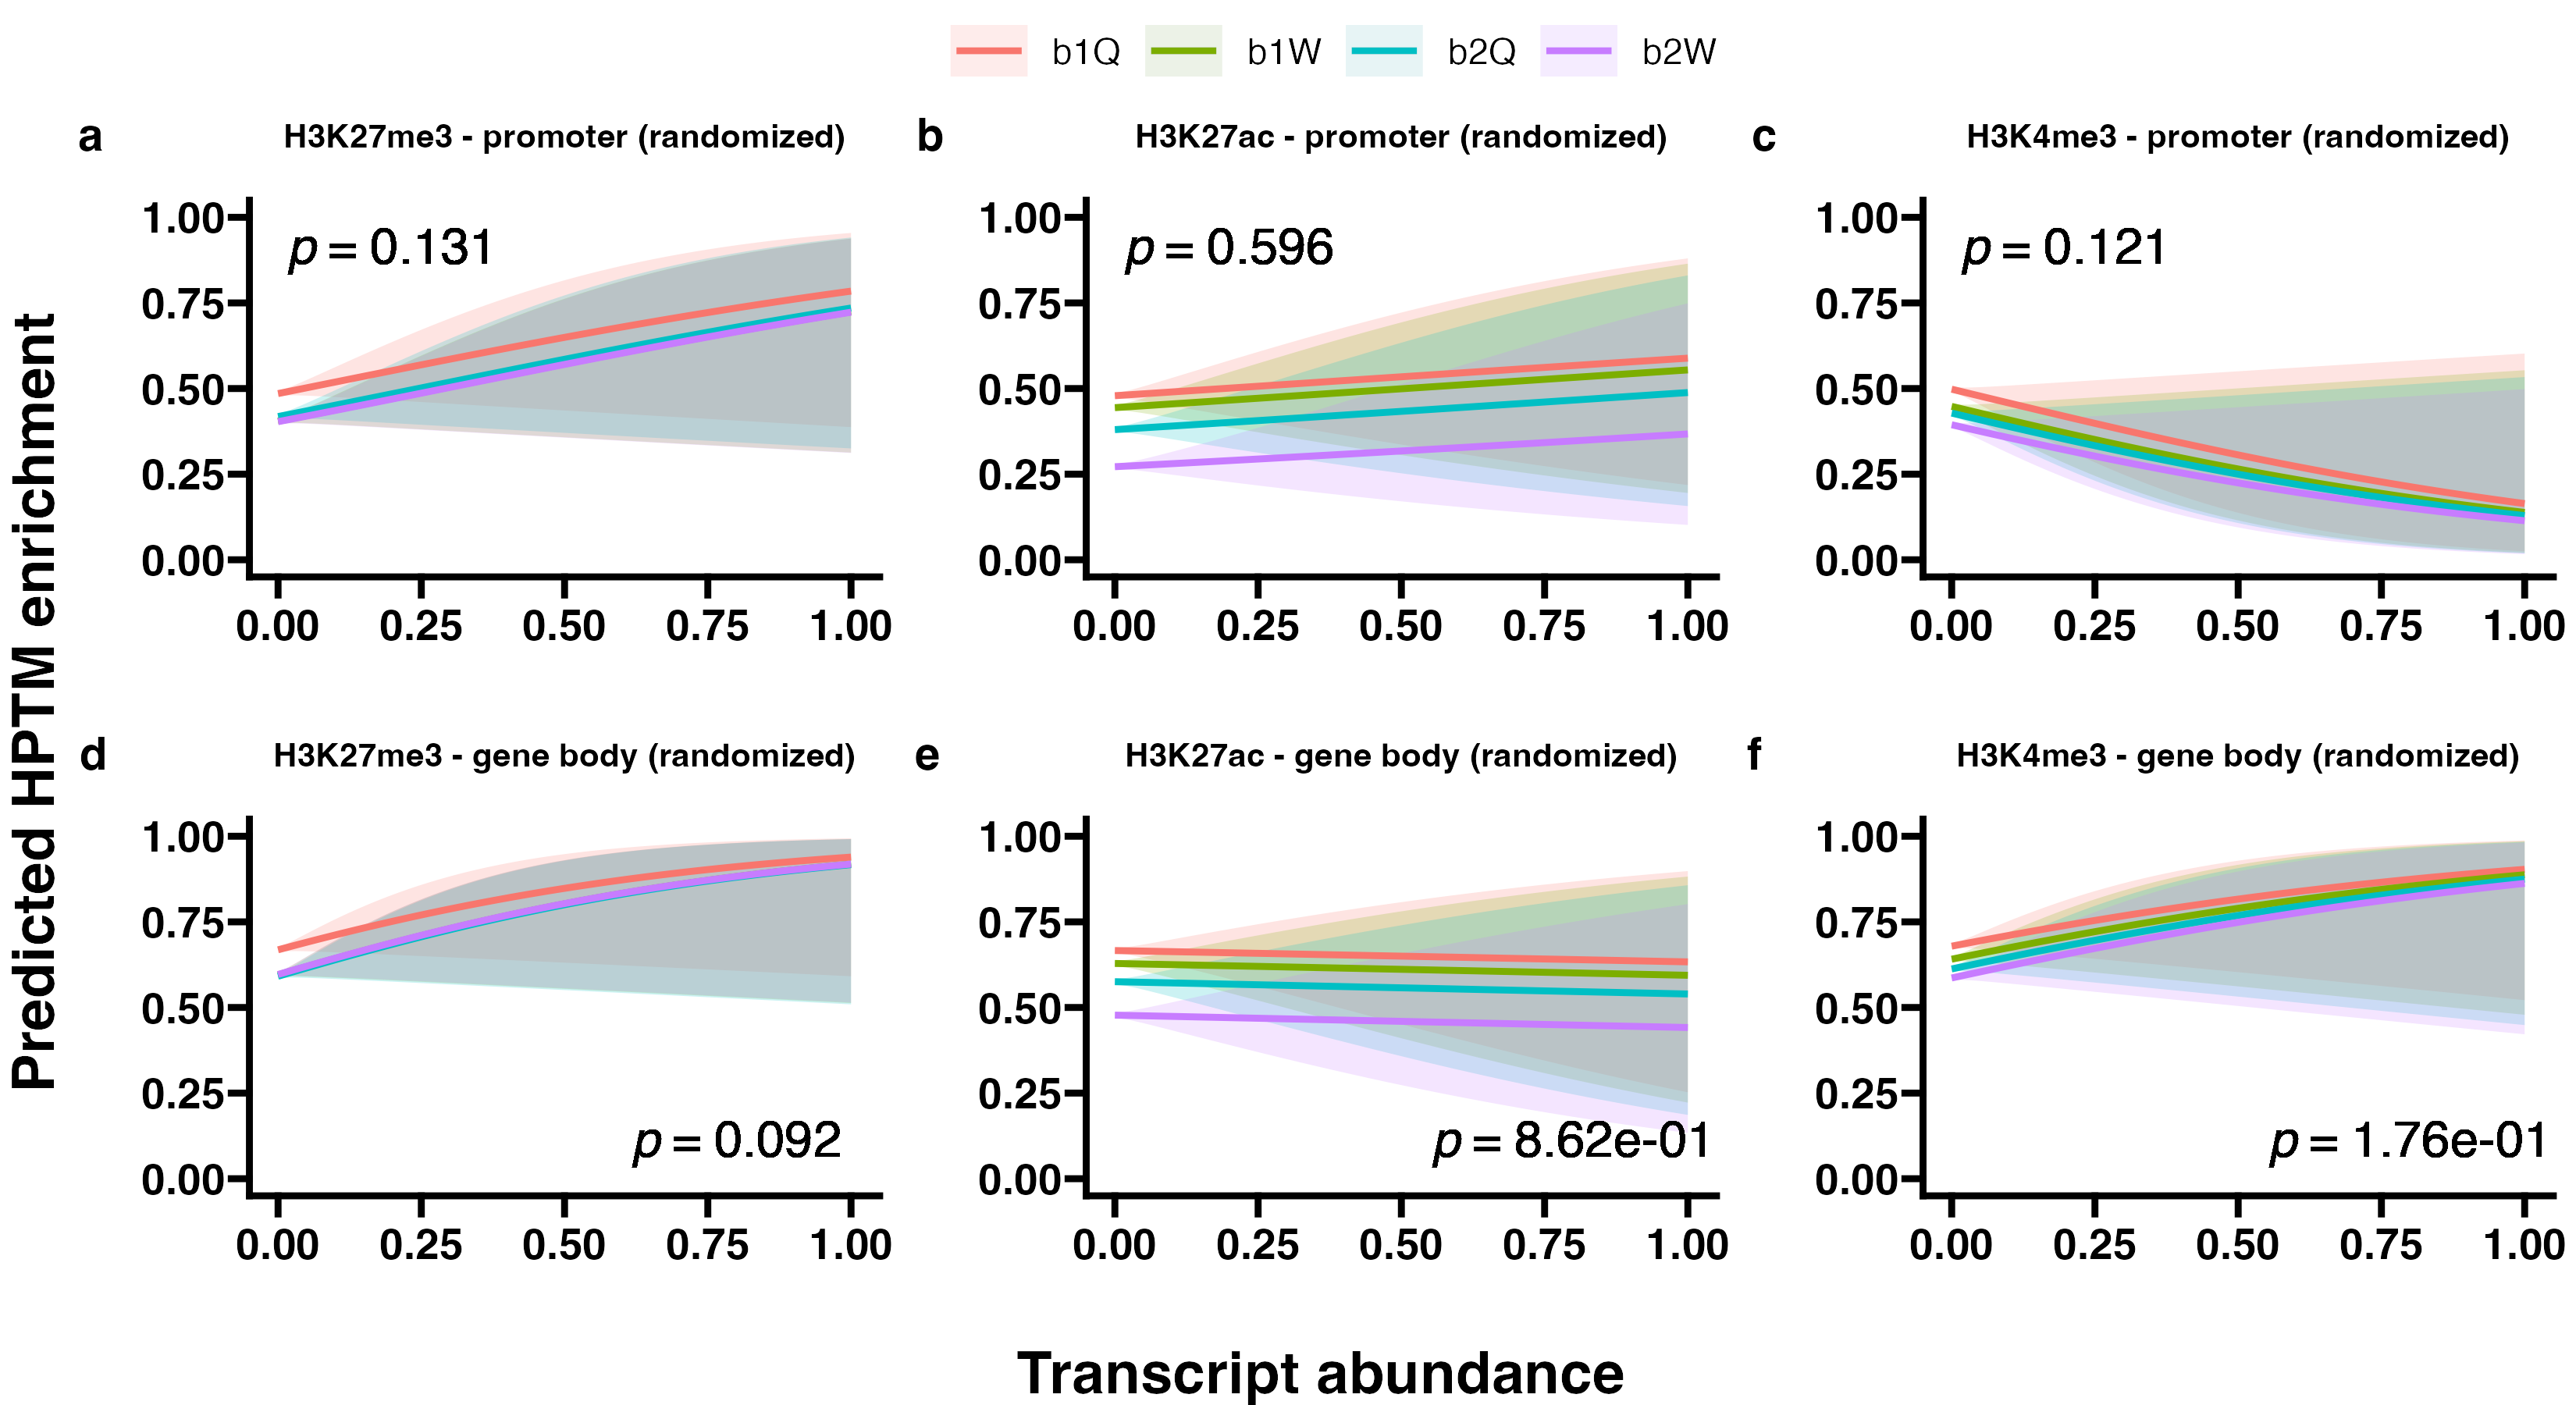 b1Q b1W b2Q b2W
a H3K27me3 - promoter (randomized)
b H3K27ac - promoter (randomized)
c H3K4me3 - promoter (randomized)
1.00 0.75 0.50 0.25 0.00
p = 0.131
0.00 0.25 0.50 0.75 1.00
1.00 0.75 0.50 0.25 0.00
p = 0.596
0.00 0.25 0.50 0.75 1.00
1.00 0.75 0.50 0.25 0.00
p = 0.121
0.00 0.25 0.50 0.75 1.00
Predicted HPTM enrichment
d H3K27me3 - gene body (randomized)
e H3K27ac - gene body (randomized)
f H3K4me3 - gene body (randomized)
1.00 0.75 0.50 0.25 0.00
p = 0.092
0.00 0.25 0.50 0.75 1.00
1.00 0.75 0.50 0.25 0.00
p = 8.62e-01
0.00 0.25 0.50 0.75 1.00
1.00 0.75 0.50 0.25 0.00
p = 1.76e-01
0.00 0.25 0.50 0.75 1.00
Transcript abundance